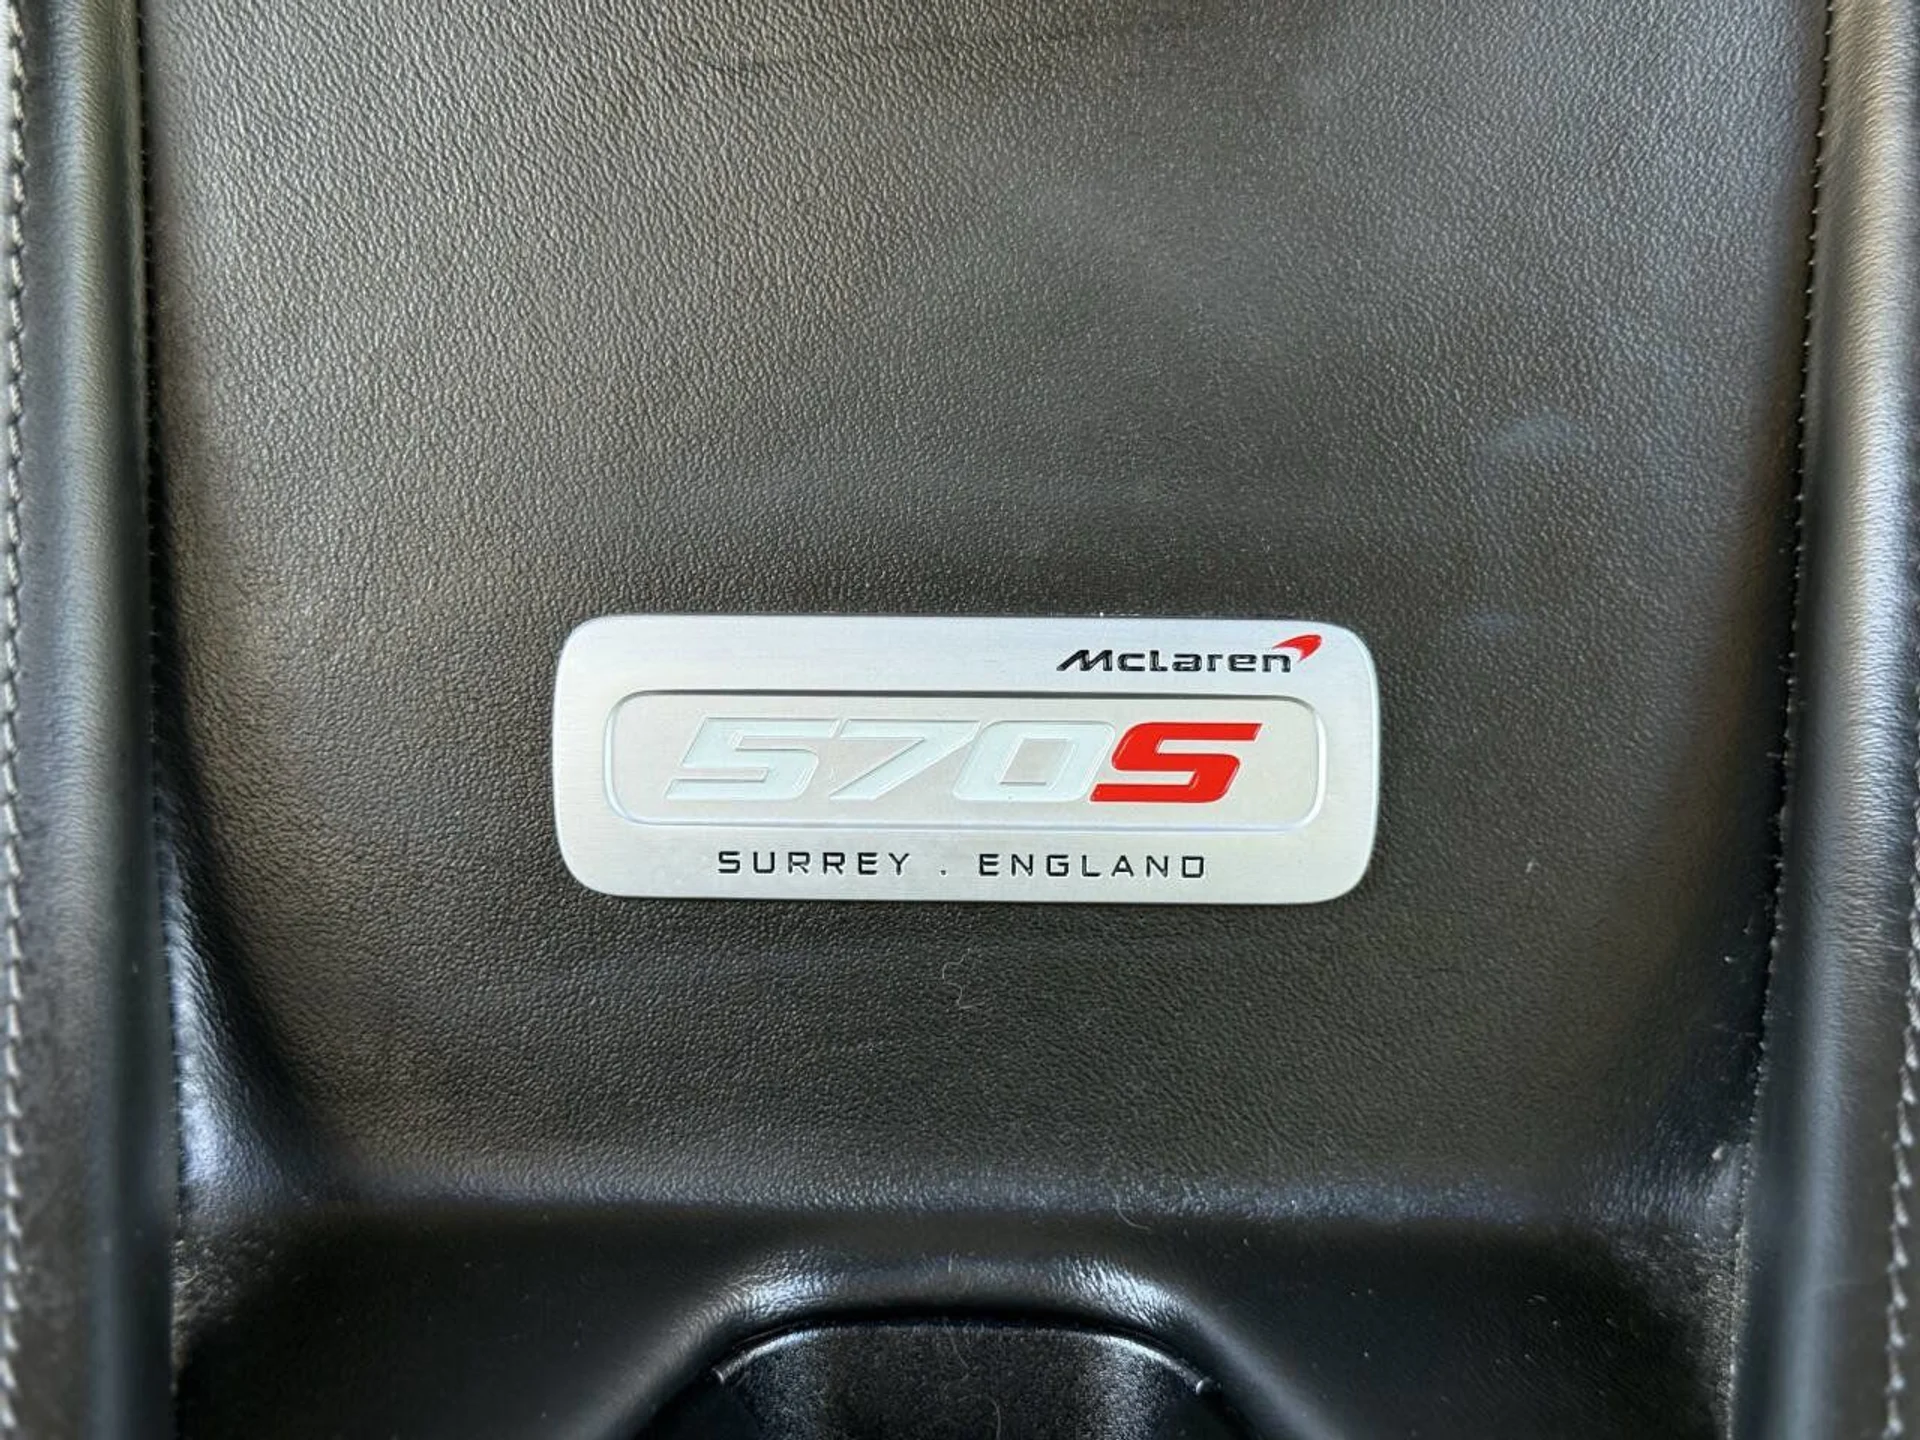 McLaren
570S
SURREY . ENGLAND